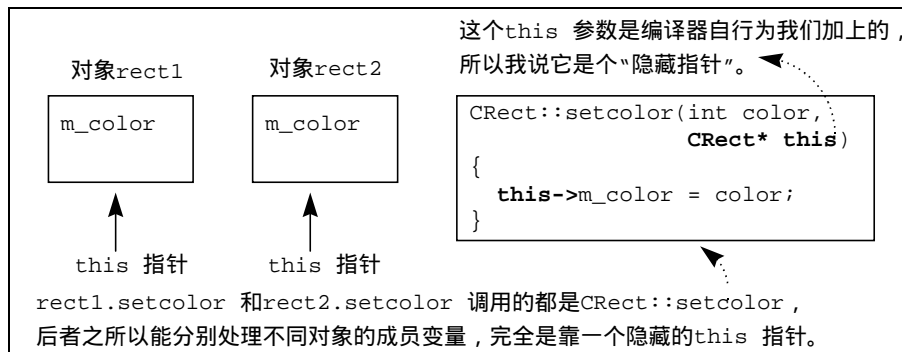 这个this 参数是编译器自行为我们加上的，
所以我说它是个“隐藏指针”。
对象rect1
对象rect2
m_color
m_color
this 指针
this 指针
CRect::setcolor(int color,
CRect* this)
{
this->m_color = color;
}
rect1.setcolor 和rect2.setcolor 调用的都是CRect::setcolor，
后者之所以能分别处理不同对象的成员变量，完全是靠一个隐藏的this 指针。